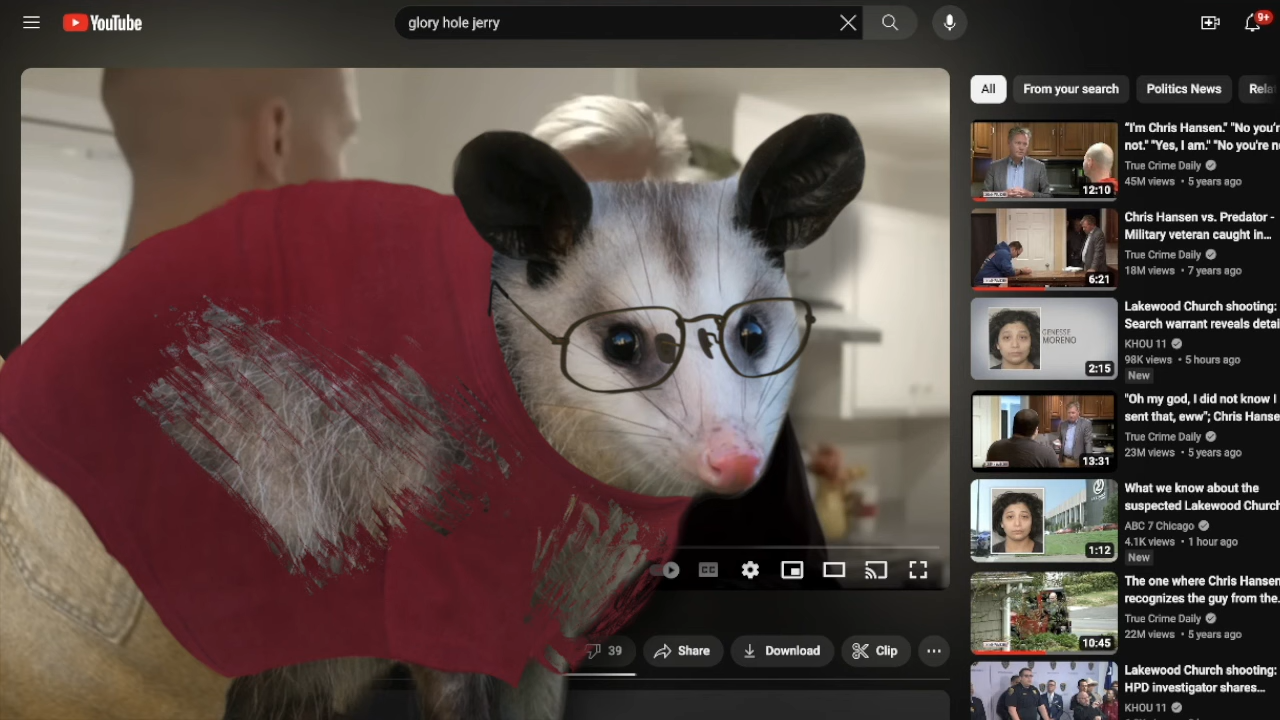 YouTube
glory hole jerry
9+
All
From your search
Politics News
Rela
"I'm Chris Hansen." "No you're
not." "Yes, I am." "No you're no
True Crime Daily
45M views • 5 years ago
12:10
Chris Hansen vs. Predator -
Military veteran caught in...
True Crime Daily
18M views • 7 years ago
6:21
Lakewood Church shooting:
Search warrant reveals detai
KHOU 11
98K views • 5 hours ago
New
GENESSE
MORENO
2:15
"Oh my god, I did not know I
sent that, eww"; Chris Hanse
True Crime Daily
23M views • 5 years ago
13:31
What we know about the
suspected Lakewood Church
ABC 7 Chicago
4.1K views • 1 hour ago
New
1:12
The one where Chris Hansen
recognizes the guy from the...
True Crime Daily
22M views • 5 years ago
10:45
Lakewood Church shooting:
HPD investigator shares...
KHOU 11
CC
39
Share
Download
Clip